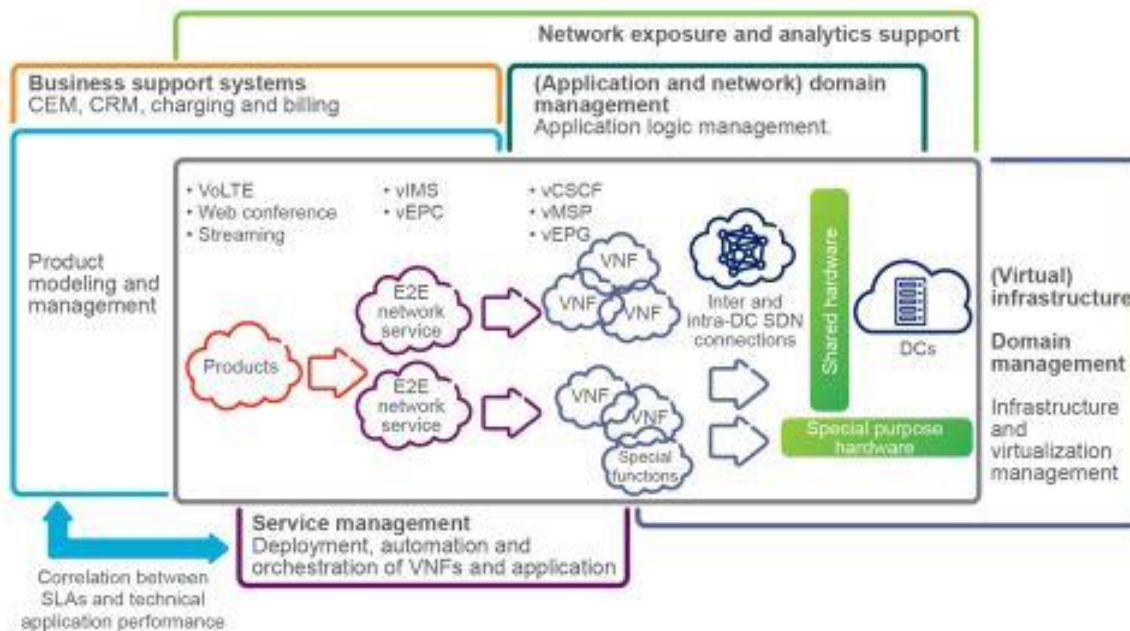 Network exposure and analytics support
Business support systems
CEM, CRM, charging and billing
(Application and network) domain
management
Application logic management.
• VoLTE
• Web conference
• Streaming
• vIMS
• vEPC
• vCSCF
• vMSP
• vEPG
Product
modeling and
management
Products
E2E
network
service
E2E
network
service
VNF
VNF
VNF
VNF
VNF
Special
functions
Inter and
intra-DC SDN
connections
Shared hardware
DCs
Special purpose
hardware
(Virtual)
infrastructure
Domain
management
Infrastructure
and
virtualization
management
Service management
Deployment, automation and
orchestration of VNFs and application
Correlation between
SLAs and technical
application performance